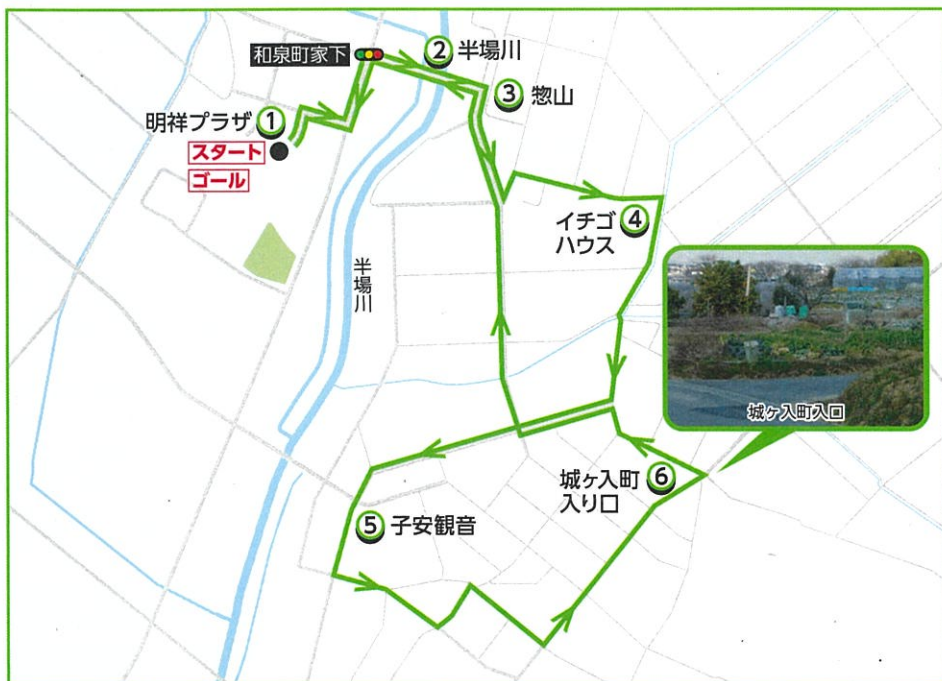 和泉町家下
② 半場川
③ 惣山
明祥プラザ ①
スタート
ゴール
イチゴ
ハウス ④
半場川
城ヶ入町入口
城ヶ入町
入り口 ⑥
⑤ 子安観音